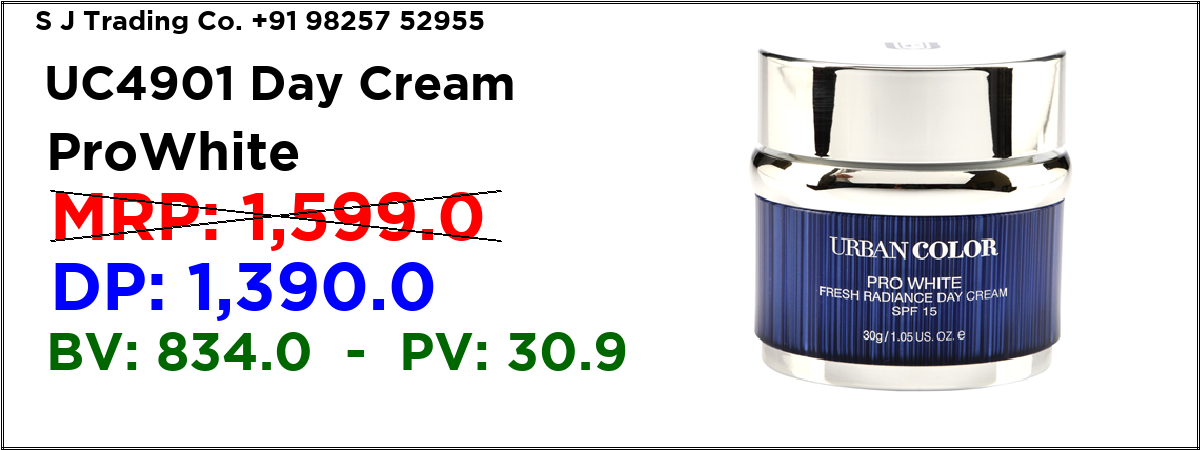 S J Trading Co. +91 98257 52955
UC4901 Day Cream
ProWhite
MRP: 1,599.0
DP: 1,390.0
BV: 834.0 - PV: 30.9
URBAN COLOR
PRO WHITE
FRESH RADIANCE DAY CREAM
SPF 15
30g/1.05 US. OZ. e